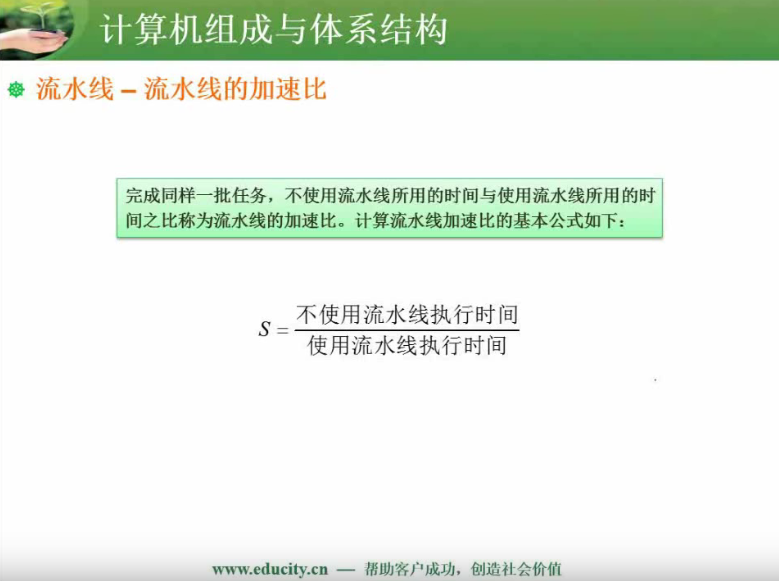 计算机组成与体系结构
流水线 – 流水线的加速比
完成同样一批任务，不使用流水线所用的时间与使用流水线所用的时
间之比称为流水线的加速比。计算流水线加速比的基本公式如下：
S = 不使用流水线执行时间
使用流水线执行时间
www.educity.cn — 帮助客户成功，创造社会价值